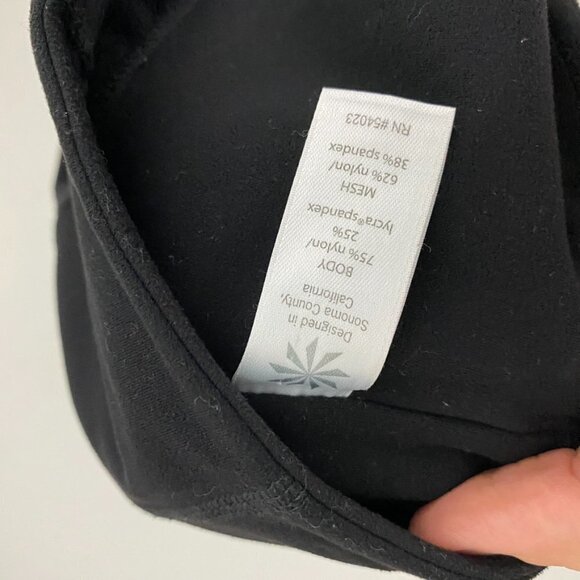 Designed in
Sonoma County,
California
BODY
75% nylon/
25%
lycra® spandex
MESH
62% nylon/
38% spandex
RN #54023